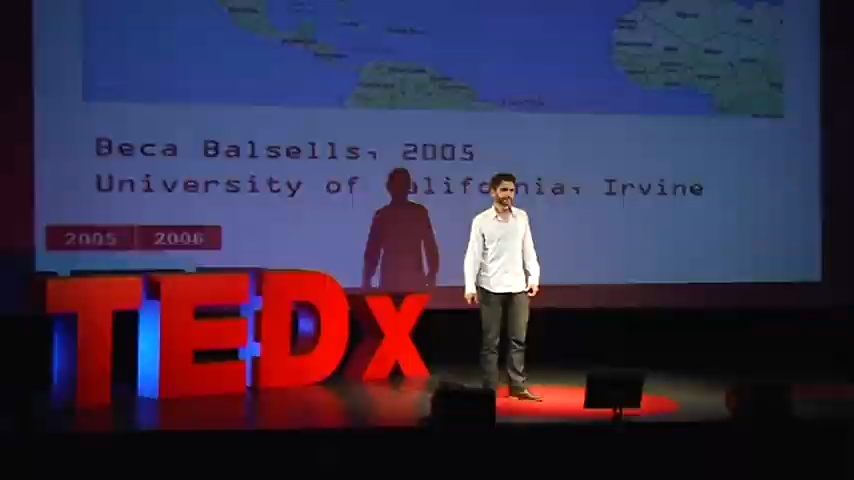 Beca Balsells, 2005
University of California, Irvine
2005 2006
TEDx